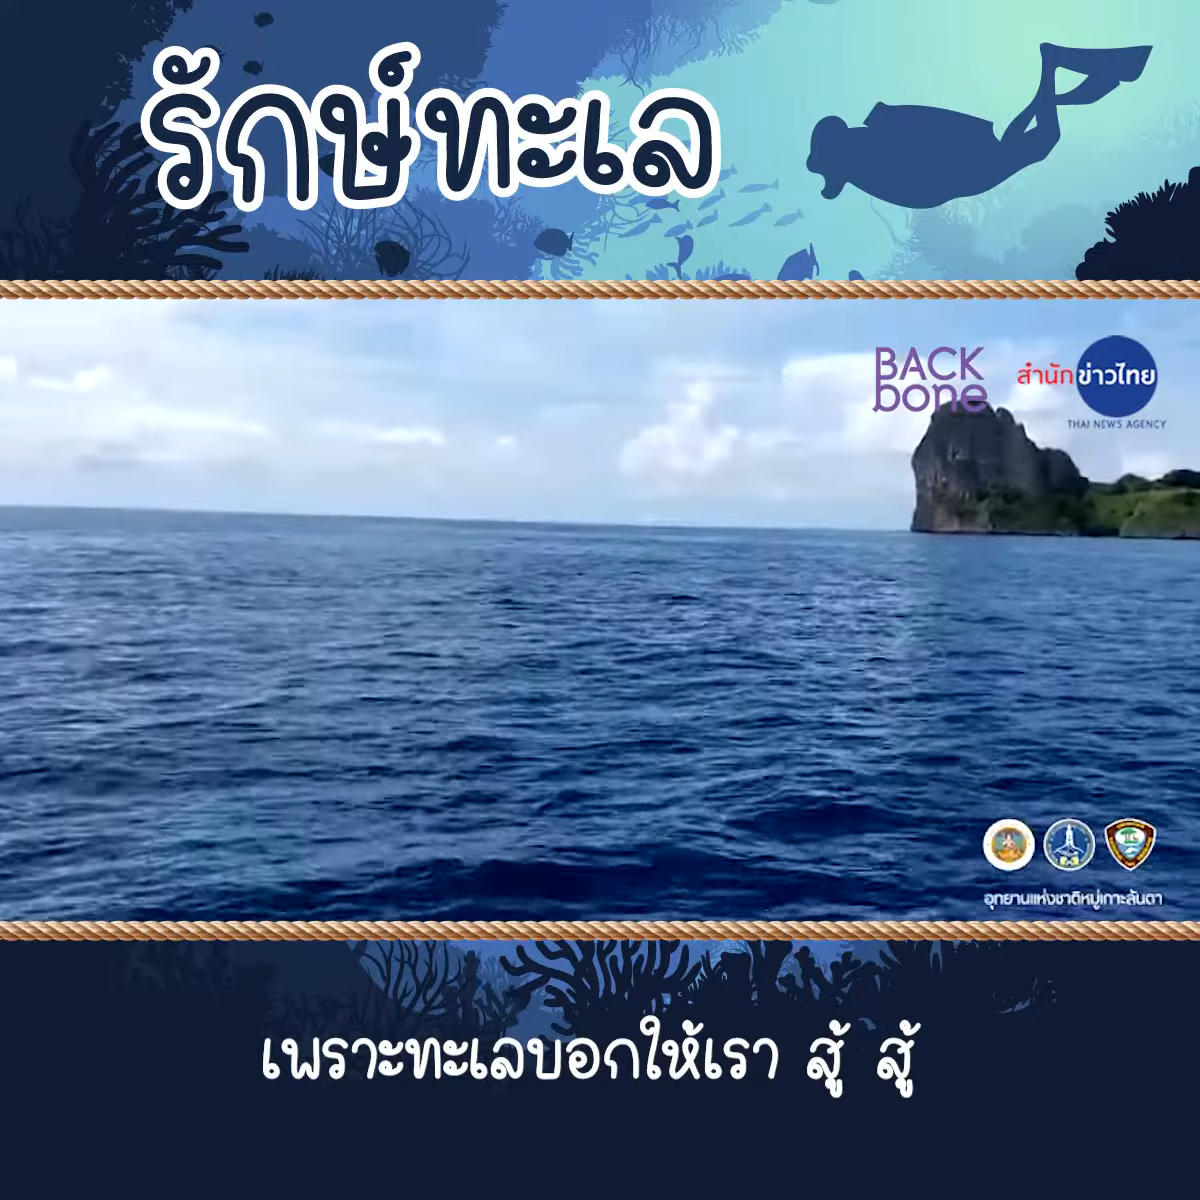 รักษ์ทะเล
BACK
bone
สำนักข่าวไทย
THAI NEWS AGENCY
อุทยานแห่งชาติหมู่เกาะลันตา
เพราะทะเลบอกให้เรา สู้ สู้